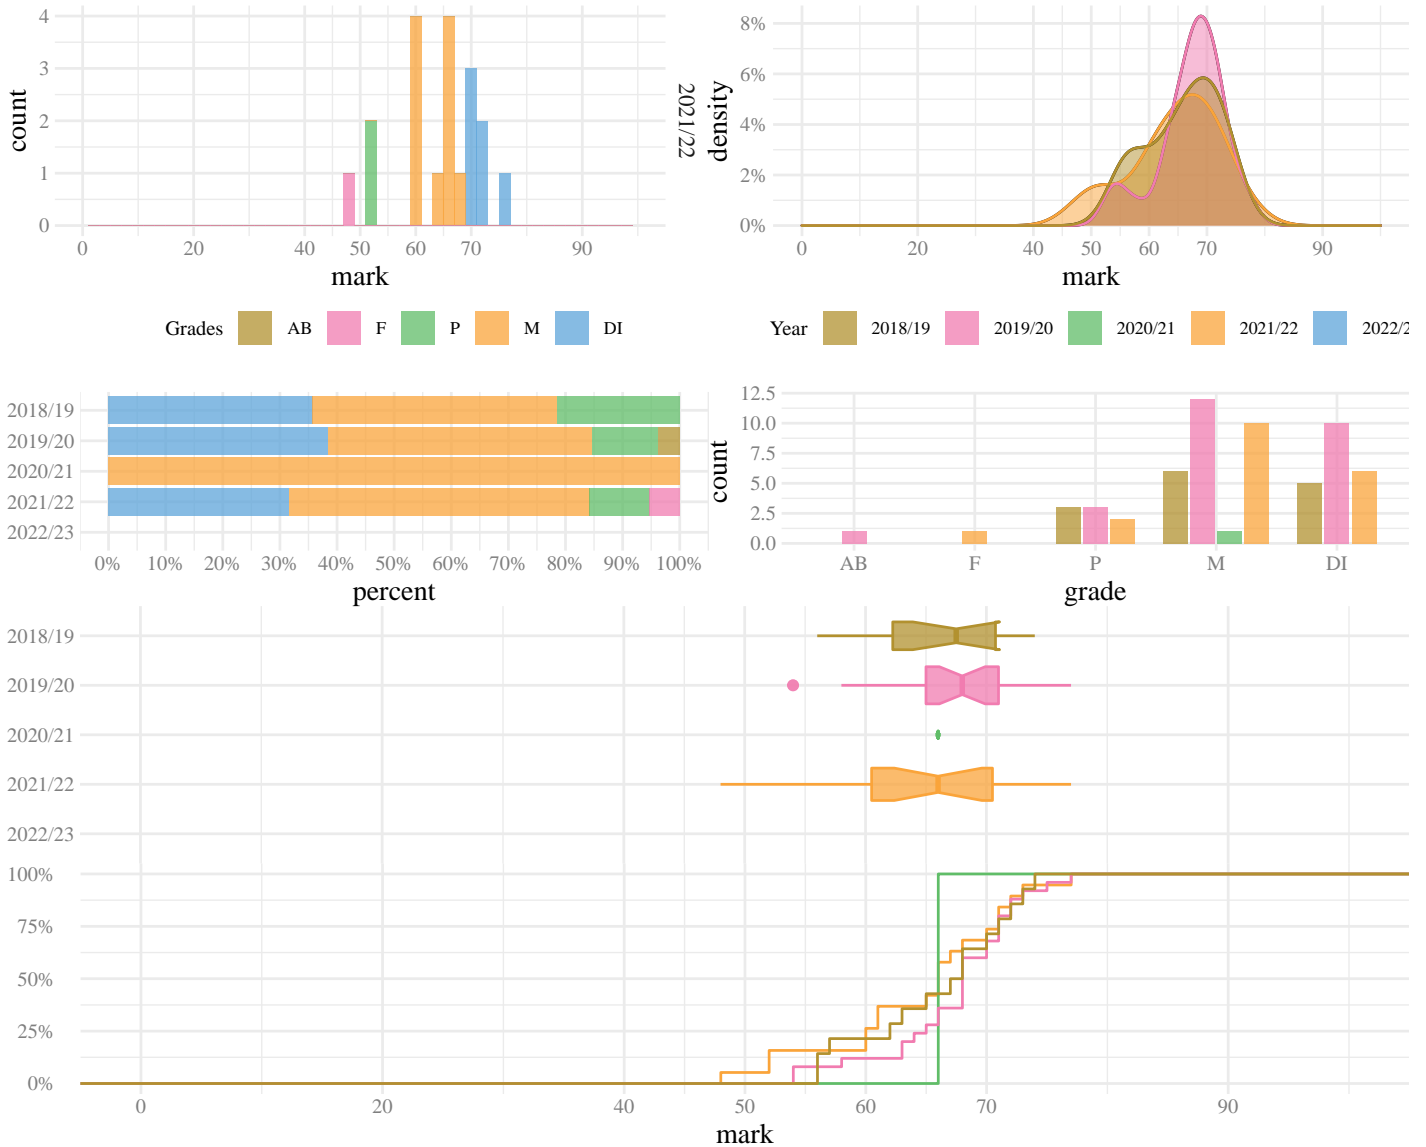 4
3
2
1
0
count
0 20 40 50 60 70 90
mark
2021/22
8%
6%
4%
2%
0%
density
0 20 40 50 60 70 90
mark
Grades AB F P M DI
Year 2018/19 2019/20 2020/21 2021/22 2022/2
2018/19
2019/20
2020/21
2021/22
2022/23
0% 10% 20% 30% 40% 50% 60% 70% 80% 90% 100%
percent
12.5
10.0
7.5
5.0
2.5
0.0
count
AB F P M DI
grade
2018/19
2019/20
2020/21
2021/22
2022/23
100%
75%
50%
25%
0%
0 20 40 50 60 70 90
mark